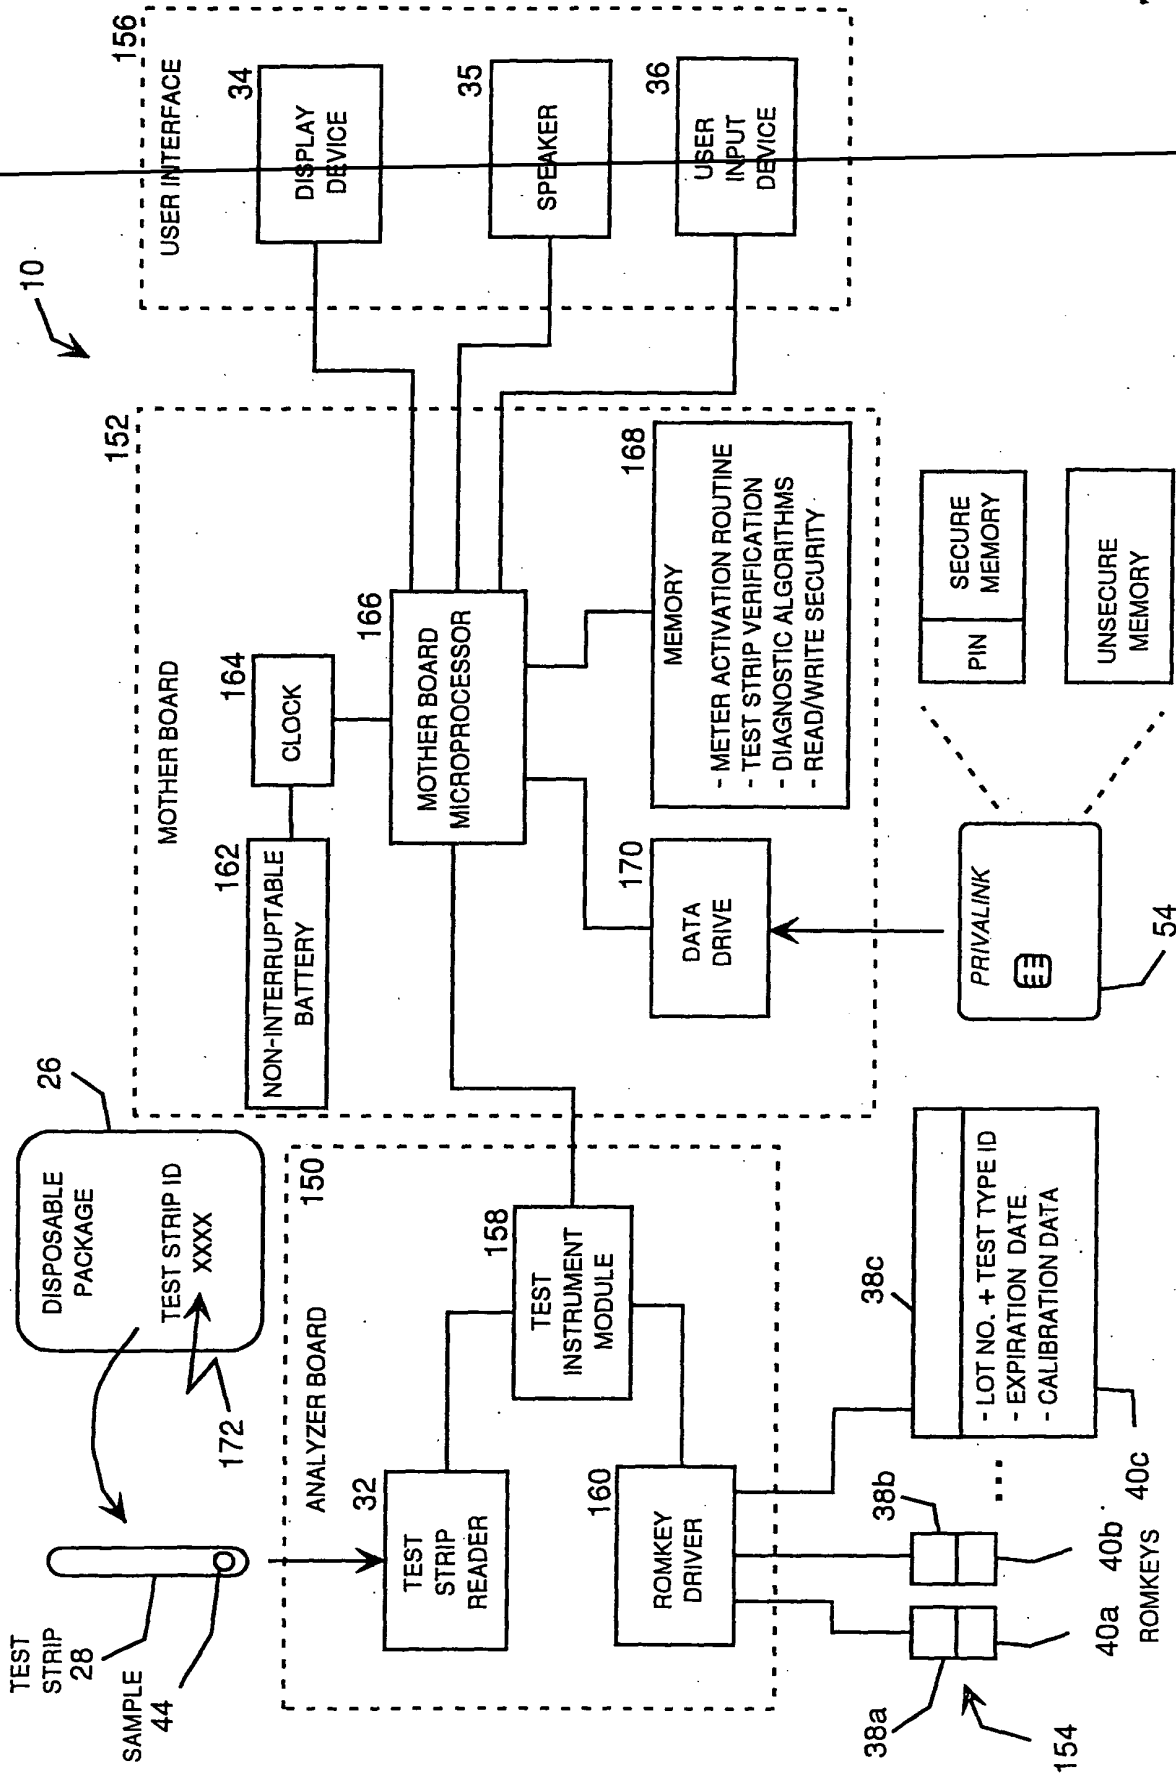 TEST
STRIP
28
SAMPLE
44
172
DISPOSABLE
PACKAGE
TEST STRIP ID
XXXX
26
10
ANALYZER BOARD
150
TEST
STRIP
READER
32
TEST
INSTRUMENT
MODULE
158
ROMKEY
DRIVER
160
MOTHER BOARD
152
NON-INTERRUPTABLE
BATTERY
162
CLOCK
164
MOTHER BOARD
MICROPROCESSOR
166
DATA
DRIVE
170
MEMORY
- METER ACTIVATION ROUTINE
- TEST STRIP VERIFICATION
- DIAGNOSTIC ALGORITHMS
- READ/WRITE SECURITY
168
USER INTERFACE
156
DISPLAY
DEVICE
34
SPEAKER
35
USER
INPUT
DEVICE
36
38a
38b
38c
- LOT NO. + TEST TYPE ID
- EXPIRATION DATE
- CALIBRATION DATA
154
40a
40b
40c
ROMKEYS
PRIVALINK
54
PIN
SECURE
MEMORY
UNSECURE
MEMORY